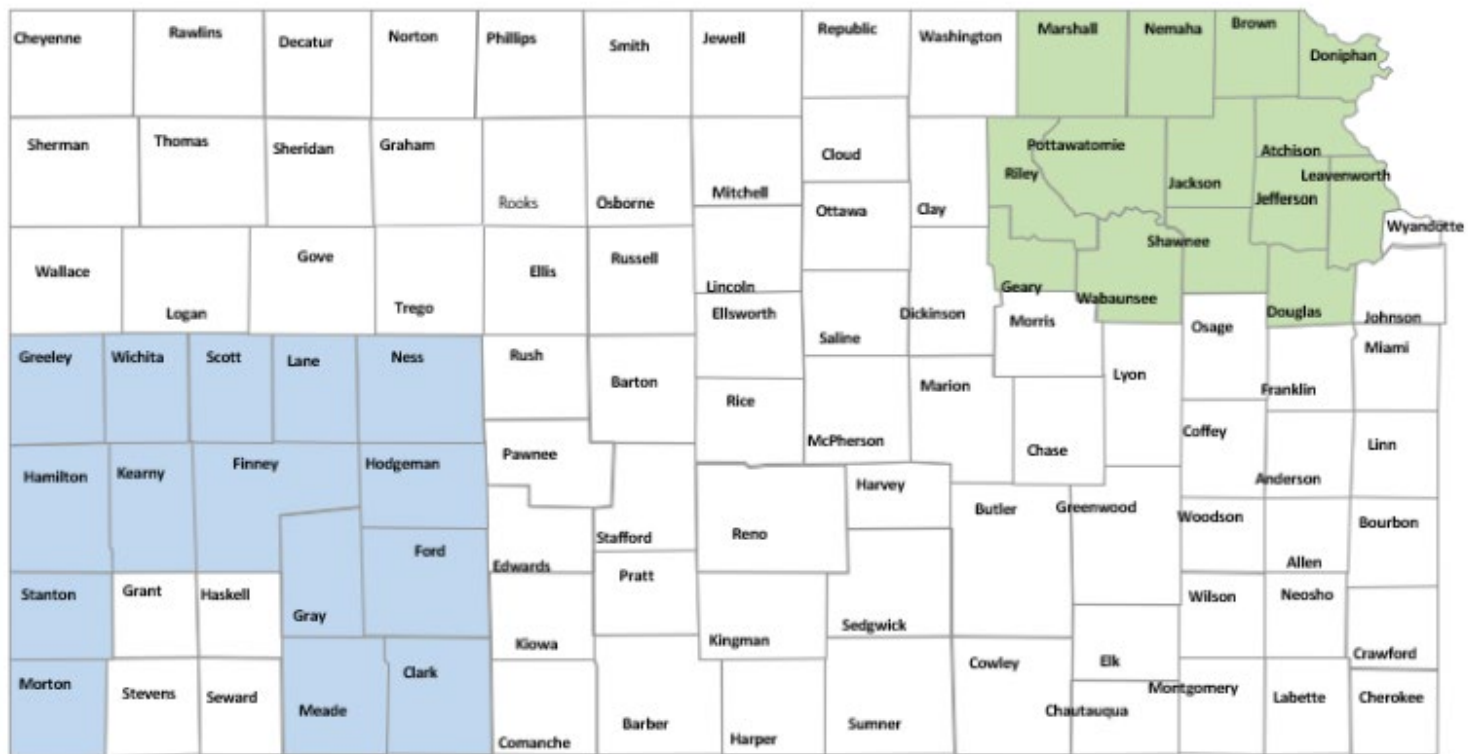 Cheyenne
Rawlins
Decatur
Norton
Phillips
Smith
Jewell
Republic
Washington
Marshall
Nemaha
Brown
Doniphan
Sherman
Thomas
Sheridan
Graham
Rooks
Osborne
Mitchell
Cloud
Clay
Riley
Pottawatomie
Jackson
Atchison
Jefferson
Leavenworth
Wyandotte
Wallace
Logan
Gove
Trego
Ellis
Russell
Lincoln
Ottawa
Ellsworth
Saline
Dickinson
Geary
Morris
Wabaunsee
Shawnee
Osage
Douglas
Johnson
Greeley
Wichita
Scott
Lane
Ness
Rush
Barton
Rice
McPherson
Marion
Chase
Lyon
Coffey
Franklin
Miami
Anderson
Linn
Hamilton
Kearny
Finney
Hodgeman
Pawnee
Edwards
Stafford
Reno
Harvey
Butler
Greenwood
Woodson
Allen
Bourbon
Stanton
Grant
Haskell
Gray
Ford
Kiowa
Pratt
Kingman
Sedgwick
Elk
Wilson
Neosho
Crawford
Morton
Stevens
Seward
Meade
Clark
Comanche
Barber
Harper
Sumner
Cowley
Chautauqua
Montgomery
Labette
Cherokee